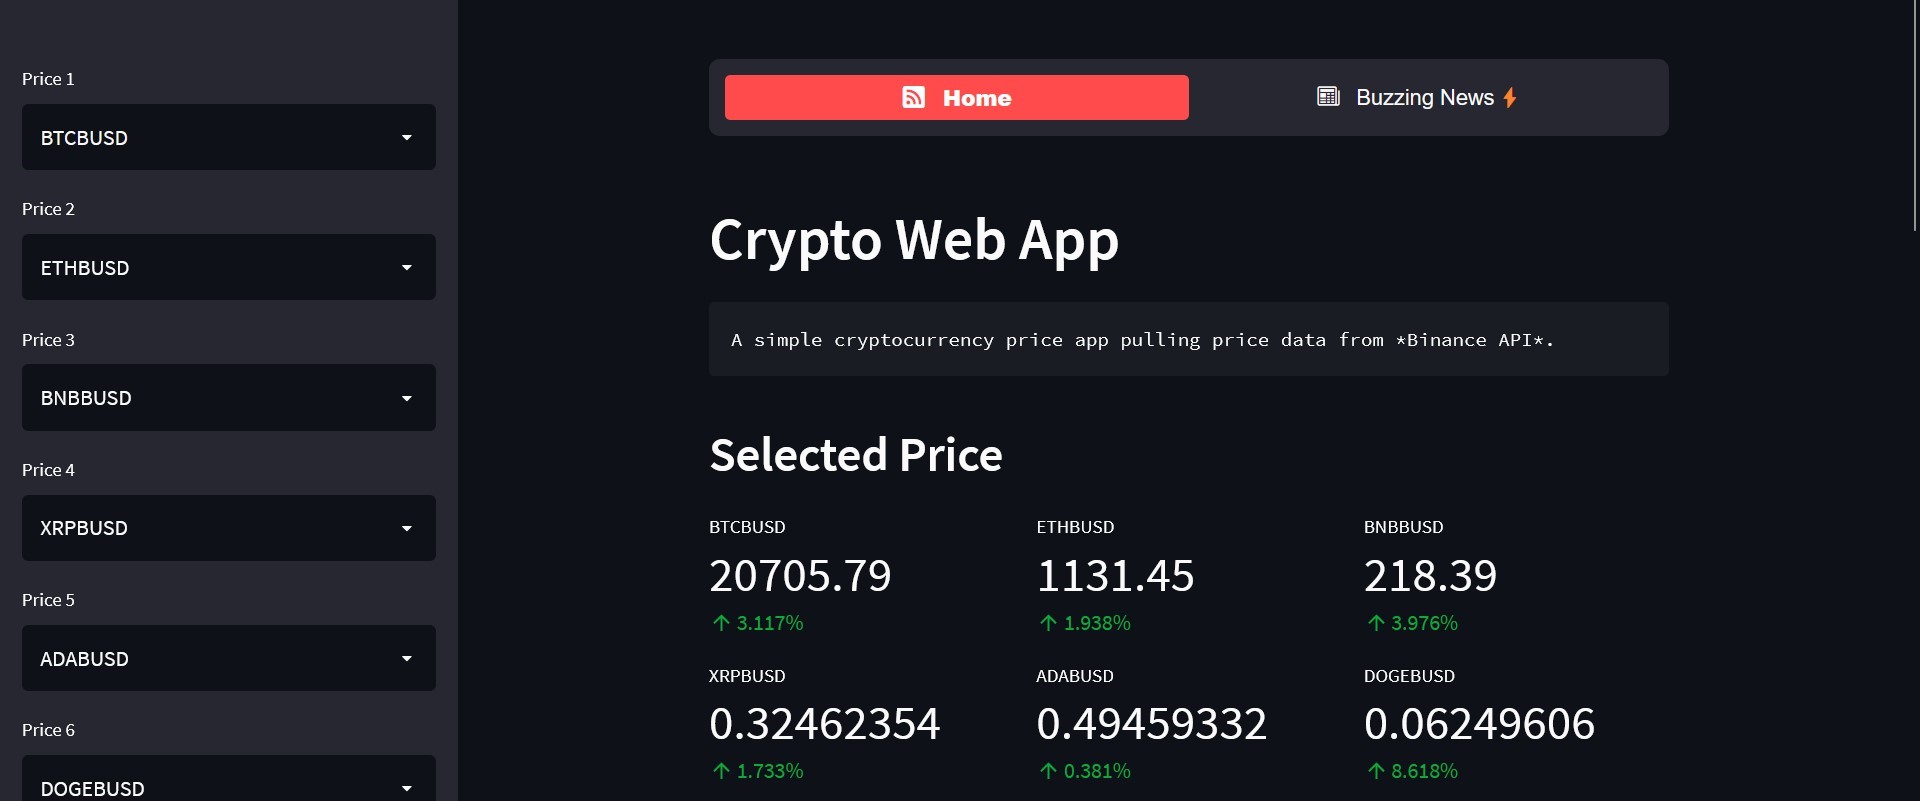 Price 1
BTCBUSD
Price 2
ETHBUSD
Price 3
BNBBUSD
Price 4
XRPBUSD
Price 5
ADABUSD
Price 6
DOGEBUSD
Home
Buzzing News
Crypto Web App
A simple cryptocurrency price app pulling price data from *Binance API*.
Selected Price
BTCBUSD
20705.79
↑ 3.117%
ETHBUSD
1131.45
↑ 1.938%
BNBBUSD
218.39
↑ 3.976%
XRPBUSD
0.32462354
↑ 1.733%
ADABUSD
0.49459332
↑ 0.381%
DOGEBUSD
0.06249606
↑ 8.618%